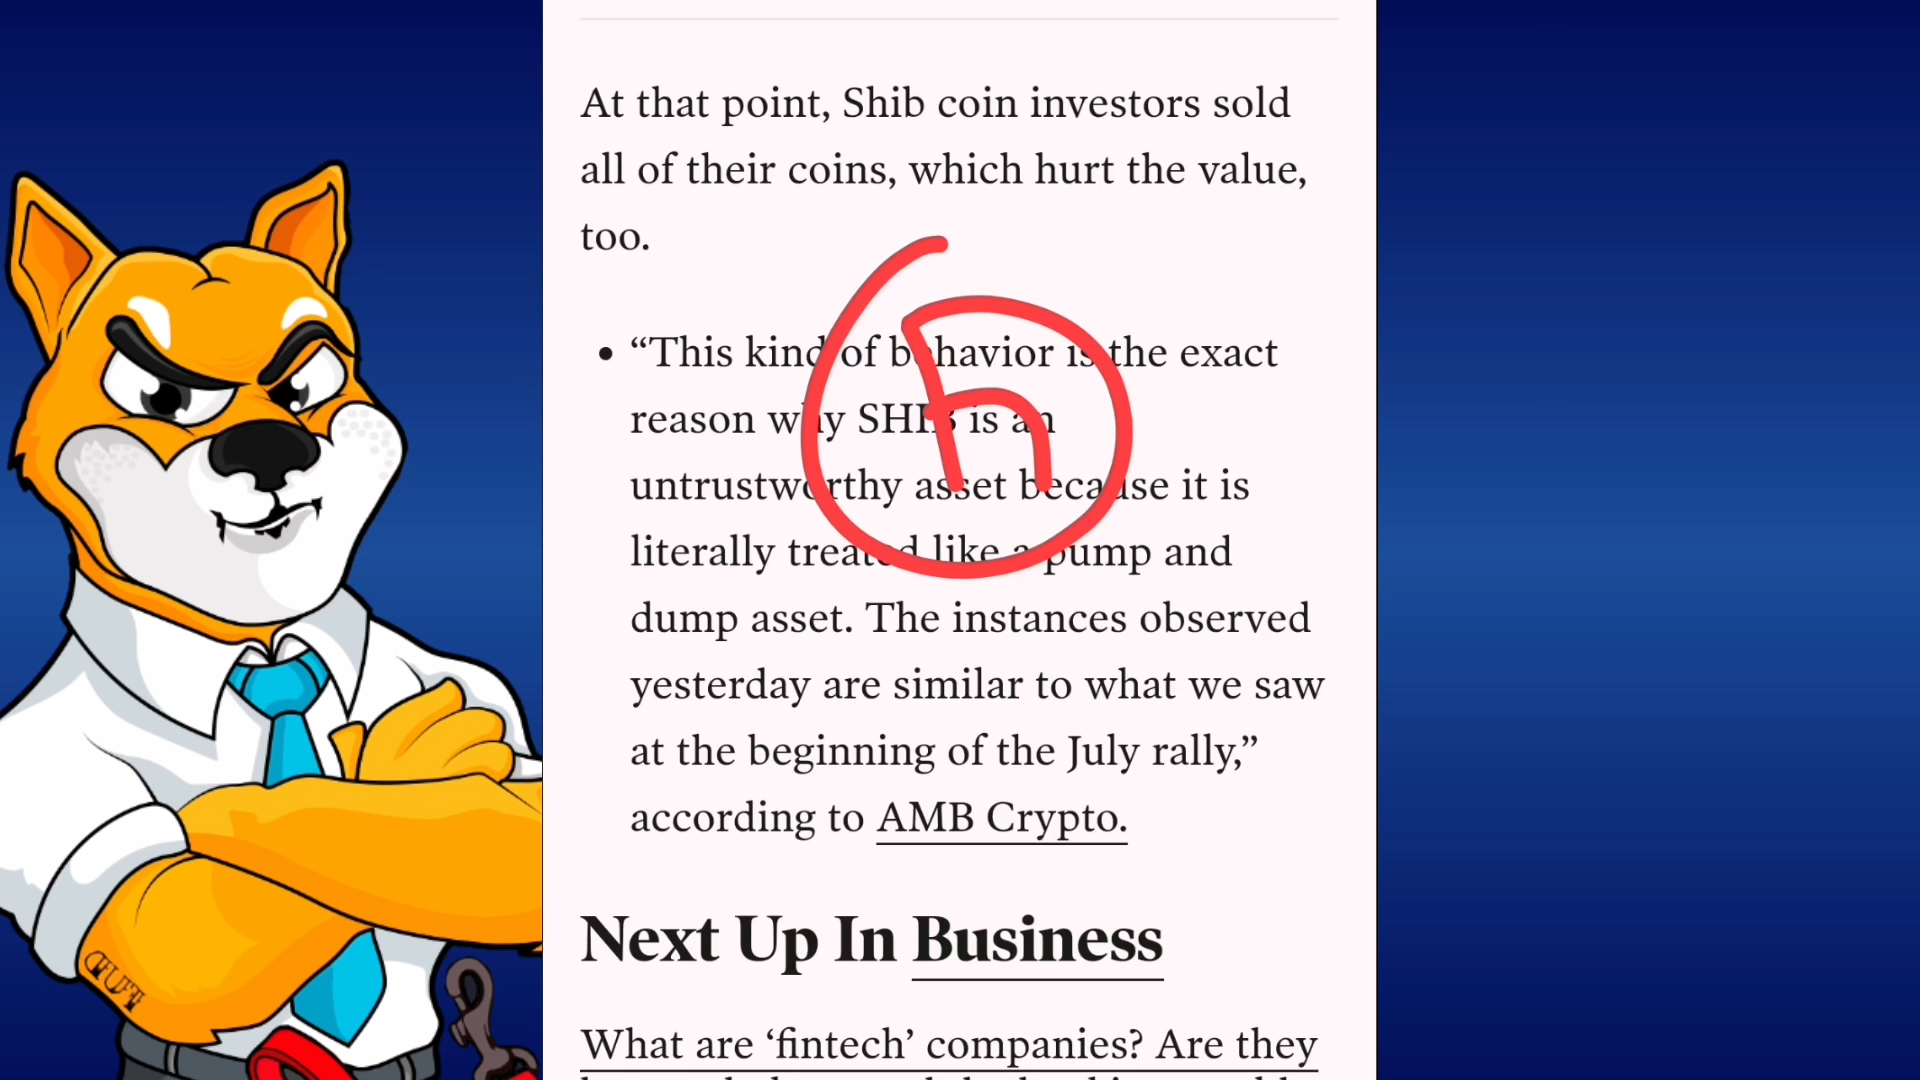 At that point, Shib coin investors sold
all of their coins, which hurt the value,
too.
• “This kind of behavior is the exact
reason why SHIB is an
untrustworthy asset because it is
literally treated like a pump and
dump asset. The instances observed
yesterday are similar to what we saw
at the beginning of the July rally,”
according to AMB Crypto.
Next Up In Business
What are ‘fintech’ companies? Are they
h